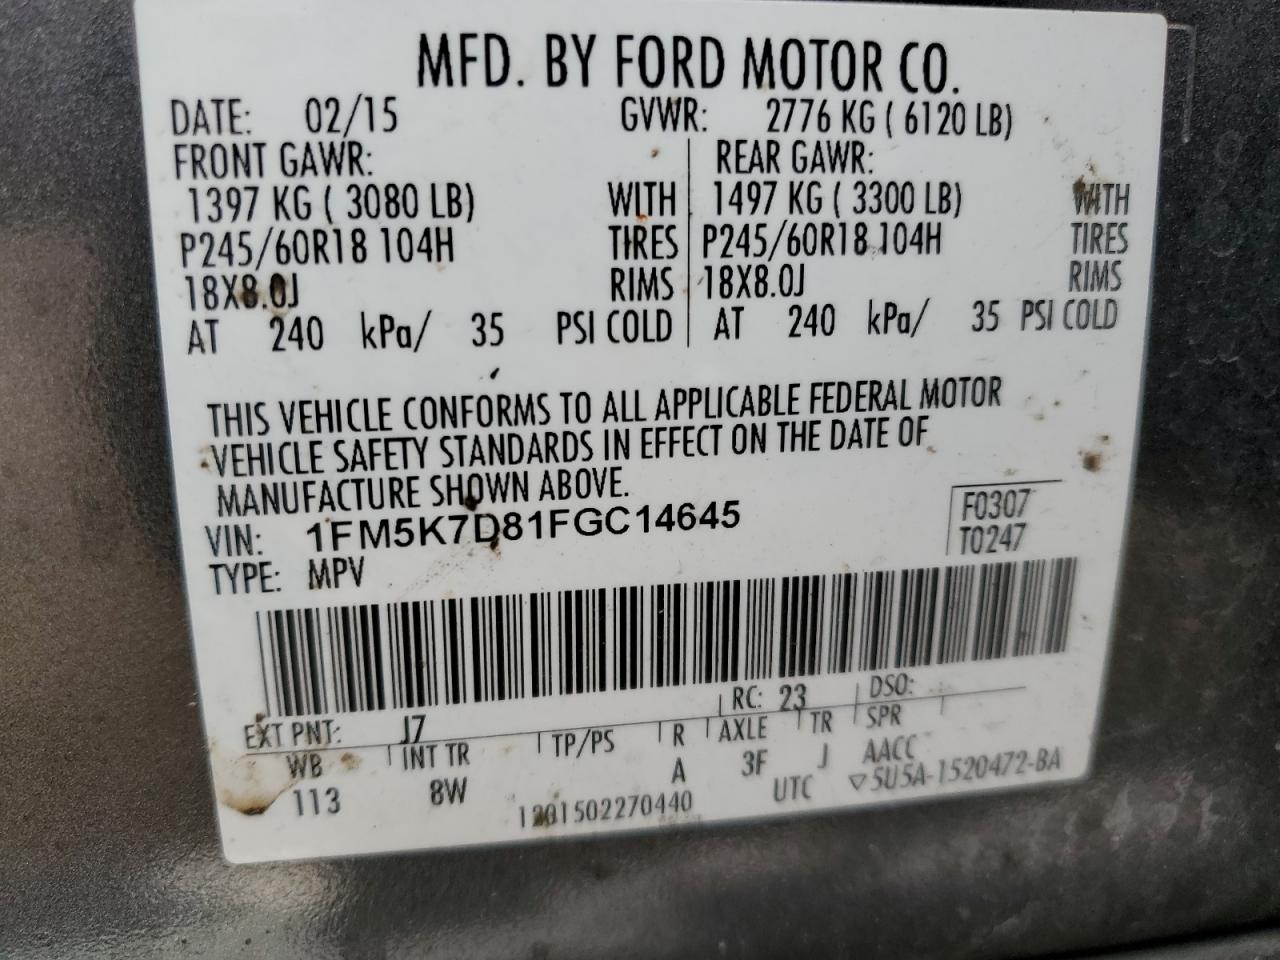 MFD. BY FORD MOTOR CO.
DATE: 02/15 GVWR: 2776 KG ( 6120 LB)
FRONT GAWR: REAR GAWR:
1397 KG ( 3080 LB) WITH 1497 KG ( 3300 LB) WITH
P245/60R18 104H TIRES P245/60R18 104H TIRES
18X8.0J RIMS 18X8.0J RIMS
AT 240 kPa/ 35 PSI COLD AT 240 kPa/ 35 PSI COLD
THIS VEHICLE CONFORMS TO ALL APPLICABLE FEDERAL MOTOR
VEHICLE SAFETY STANDARDS IN EFFECT ON THE DATE OF
MANUFACTURE SHOWN ABOVE.
VIN: 1FM5K7D81FGC14645 F0307
TYPE: MPV T0247
EXT PNT: J7 RC: 23 DSO:
WB INT TR TP/PS R AXLE TR SPR
113 8W A 3F J AACC
1201502270440 UTC ▽5U5A-1520472-BA